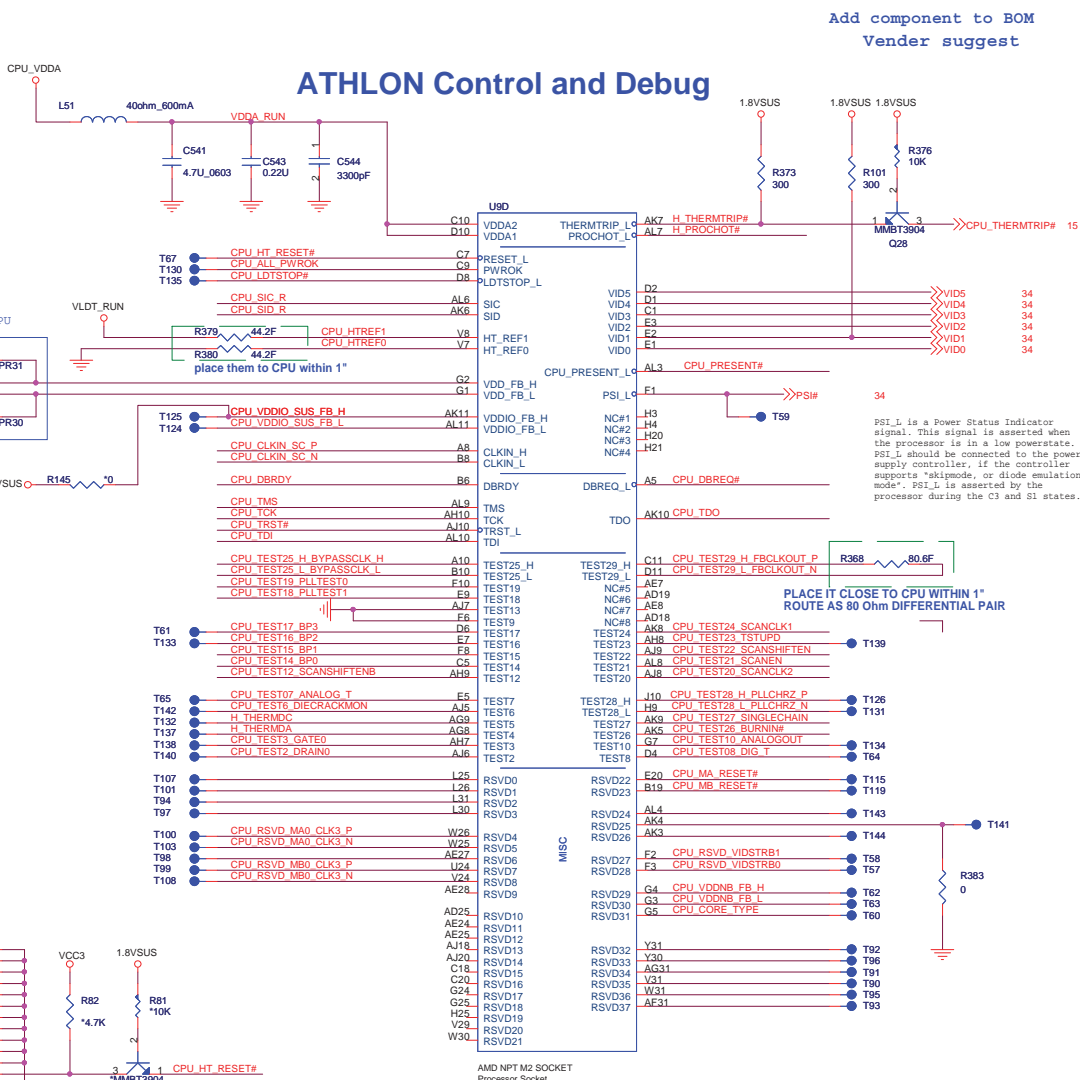 Add component to BOM
Vender suggest
ATHLON Control and Debug
CPU_VDDA
L51
40ohm_600mA
VDDA_RUN
C541
4.7U_0603
C543
0.22U
1
C544
2
3300pF
1.8VSUS
1.8VSUS
1.8VSUS
R373
300
R101
300
R376
10K
2
1
3
MMBT3904
Q28
CPU_THERMTRIP#
15
U9D
C10
VDDA2
D10
VDDA1
THERMTRIP_L
AK7
H_THERMTRIP#
PROCHOT_L
AL7
H_PROCHOT#
T67
CPU_HT_RESET#
C7
RESET_L
T130
CPU_ALL_PWROK
C9
PWROK
T135
CPU_LDTSTOP#
D8
LDTSTOP_L
CPU_SIC_R
AL6
SIC
CPU_SID_R
AK6
SID
VID5
D2
VID5
34
VID4
D1
VID4
34
VID3
C1
VID3
34
VID2
E3
VID2
34
VID1
E2
VID1
34
VID0
E1
VID0
34
VLDT_RUN
R379
44.2F
CPU_HTREF1
V8
HT_REF1
R380
44.2F
CPU_HTREF0
V7
HT_REF0
place them to CPU within 1"
PU
PR31
PR30
G2
VDD_FB_H
G1
VDD_FB_L
CPU_PRESENT_L
AL3
CPU_PRESENT#
PSI_L
F1
PSI#
34
T59
T125
CPU_VDDIO_SUS_FB_H
AK11
VDDIO_FB_H
T124
CPU_VDDIO_SUS_FB_L
AL11
VDDIO_FB_L
NC#1
H3
NC#2
H4
NC#3
H20
NC#4
H21
PSI_L is a Power Status Indicator
signal. This signal is asserted when
the processor is in a low powerstate.
PSI_L should be connected to the power
supply controller, if the controller
supports "skipmode, or diode emulation
mode". PSI_L is asserted by the
processor during the C3 and S1 states.
CPU_CLKIN_SC_P
A8
CLKIN_H
CPU_CLKIN_SC_N
B8
CLKIN_L
VSUS
R145
*0
CPU_DBRDY
B6
DBRDY
DBREQ_L
A5
CPU_DBREQ#
CPU_TMS
AL9
TMS
CPU_TCK
AH10
TCK
CPU_TRST#
AJ10
TRST_L
CPU_TDI
AL10
TDI
TDO
AK10
CPU_TDO
CPU_TEST25_H_BYPASSCLK_H
A10
TEST25_H
CPU_TEST25_L_BYPASSCLK_L
B10
TEST25_L
CPU_TEST19_PLLTEST0
F10
TEST19
CPU_TEST18_PLLTEST1
E9
TEST18
AJ7
TEST13
F6
TEST9
T61
CPU_TEST17_BP3
D6
TEST17
T133
CPU_TEST16_BP2
E7
TEST16
CPU_TEST15_BP1
F8
TEST15
CPU_TEST14_BP0
C5
TEST14
CPU_TEST12_SCANSHIFTENB
AH9
TEST12
TEST29_H
C11
CPU_TEST29_H_FBCLKOUT_P
TEST29_L
D11
CPU_TEST29_L_FBCLKOUT_N
R368
80.6F
PLACE IT CLOSE TO CPU WITHIN 1"
ROUTE AS 80 Ohm DIFFERENTIAL PAIR
NC#5
AE7
NC#6
AD19
NC#7
AE8
NC#8
AD18
TEST24
AK8
CPU_TEST24_SCANCLK1
TEST23
AH8
CPU_TEST23_TSTUPD
T139
TEST22
AJ9
CPU_TEST22_SCANSHIFTEN
TEST21
AL8
CPU_TEST21_SCANEN
TEST20
AJ8
CPU_TEST20_SCANCLK2
T65
CPU_TEST07_ANALOG_T
E5
TEST7
T142
CPU_TEST6_DIECRACKMON
AJ5
TEST6
T132
H_THERMDC
AG9
TEST5
T137
H_THERMDA
AG8
TEST4
T138
CPU_TEST3_GATE0
AH7
TEST3
T140
CPU_TEST2_DRAIN0
AJ6
TEST2
TEST28_H
J10
CPU_TEST28_H_PLLCHRZ_P
T126
TEST28_L
H9
CPU_TEST28_L_PLLCHRZ_N
T131
TEST27
AK9
CPU_TEST27_SINGLECHAIN
TEST26
AK5
CPU_TEST26_BURNIN#
TEST10
G7
CPU_TEST10_ANALOGOUT
T134
TEST8
D4
CPU_TEST08_DIG_T
T64
T107
L25
RSVD0
T101
L26
RSVD1
T94
L31
RSVD2
T97
L30
RSVD3
RSVD22
E20
CPU_MA_RESET#
T115
RSVD23
B19
CPU_MB_RESET#
T119
RSVD24
AL4
T143
RSVD25
AK4
T141
RSVD26
AK3
T144
T100
CPU_RSVD_MA0_CLK3_P
W26
RSVD4
T103
CPU_RSVD_MA0_CLK3_N
W25
RSVD5
T98
AE27
RSVD6
T99
CPU_RSVD_MB0_CLK3_P
U24
RSVD7
T108
CPU_RSVD_MB0_CLK3_N
V24
RSVD8
AE28
RSVD9
MISC
RSVD27
F2
CPU_RSVD_VIDSTRB1
T58
RSVD28
F3
CPU_RSVD_VIDSTRB0
T57
R383
0
RSVD29
G4
CPU_VDDNB_FB_H
T62
RSVD30
G3
CPU_VDDNB_FB_L
T63
RSVD31
G5
CPU_CORE_TYPE
T60
AD25
RSVD10
AE24
RSVD11
AE25
RSVD12
AJ18
RSVD13
AJ20
RSVD14
C18
RSVD15
C20
RSVD16
G24
RSVD17
G25
RSVD18
H25
RSVD19
V29
RSVD20
W30
RSVD21
RSVD32
Y31
T92
RSVD33
Y30
T96
RSVD34
AG31
T91
RSVD35
V31
T90
RSVD36
W31
T95
RSVD37
AF31
T93
VCC3
1.8VSUS
R82
*4.7K
R81
*10K
2
3
1
CPU_HT_RESET#
*MMBT3904
AMD NPT M2 SOCKET
Processor Socket